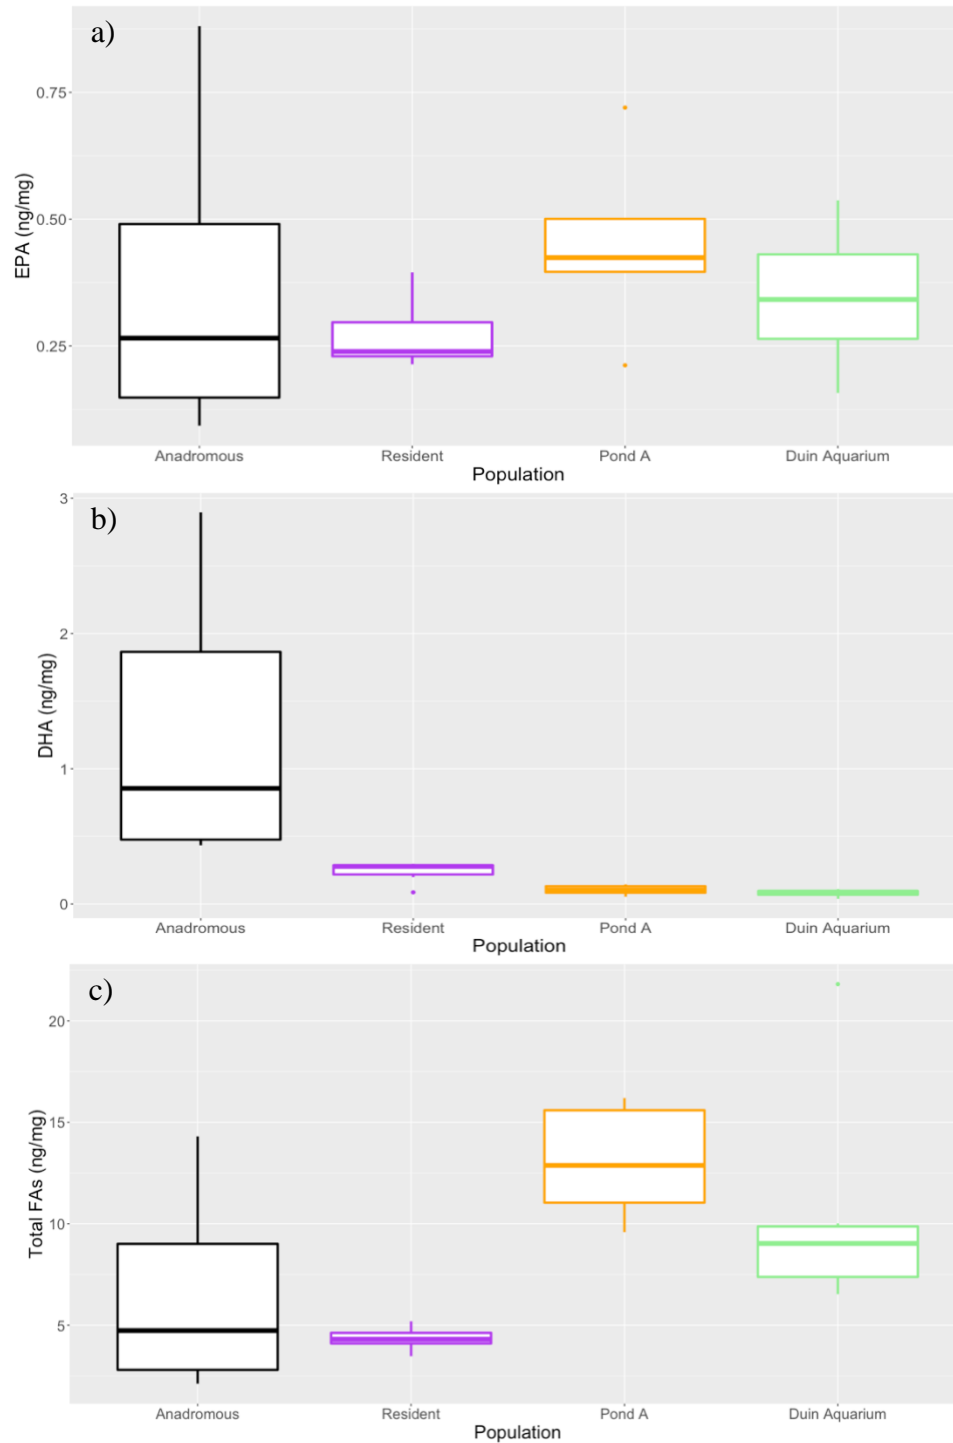 a)
0.75
0.50
0.25
EPA (ng/mg)
Anadromous Resident Pond A Duin Aquarium
Population
b)
3
2
1
0
DHA (ng/mg)
Anadromous Resident Pond A Duin Aquarium
Population
c)
20
15
10
5
Total FAs (ng/mg)
Anadromous Resident Pond A Duin Aquarium
Population